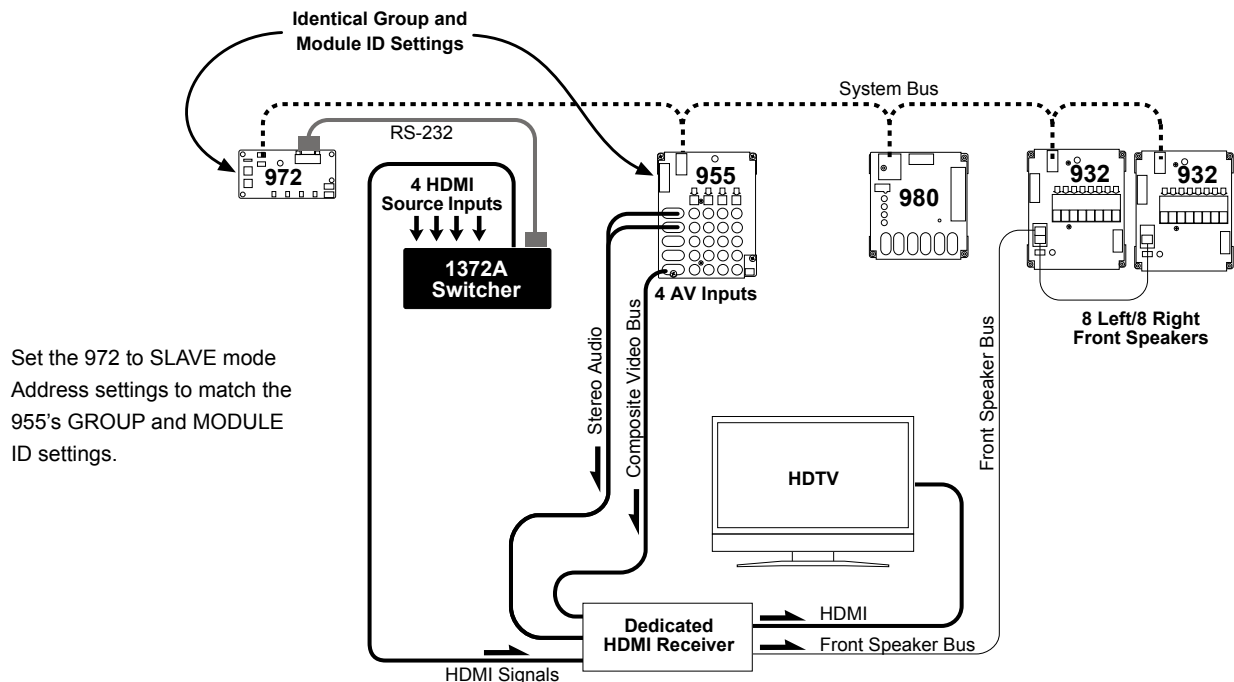 Identical Group and
Module ID Settings
System Bus
RS-232
972
955
980
932
932
4 HDMI
Source Inputs
1372A
Switcher
4 AV Inputs
8 Left/8 Right
Front Speakers
Set the 972 to SLAVE mode
Address settings to match the
955's GROUP and MODULE
ID settings.
Stereo Audio
Composite Video Bus
Front Speaker Bus
HDTV
Dedicated
HDMI Receiver
HDMI
Front Speaker Bus
HDMI Signals